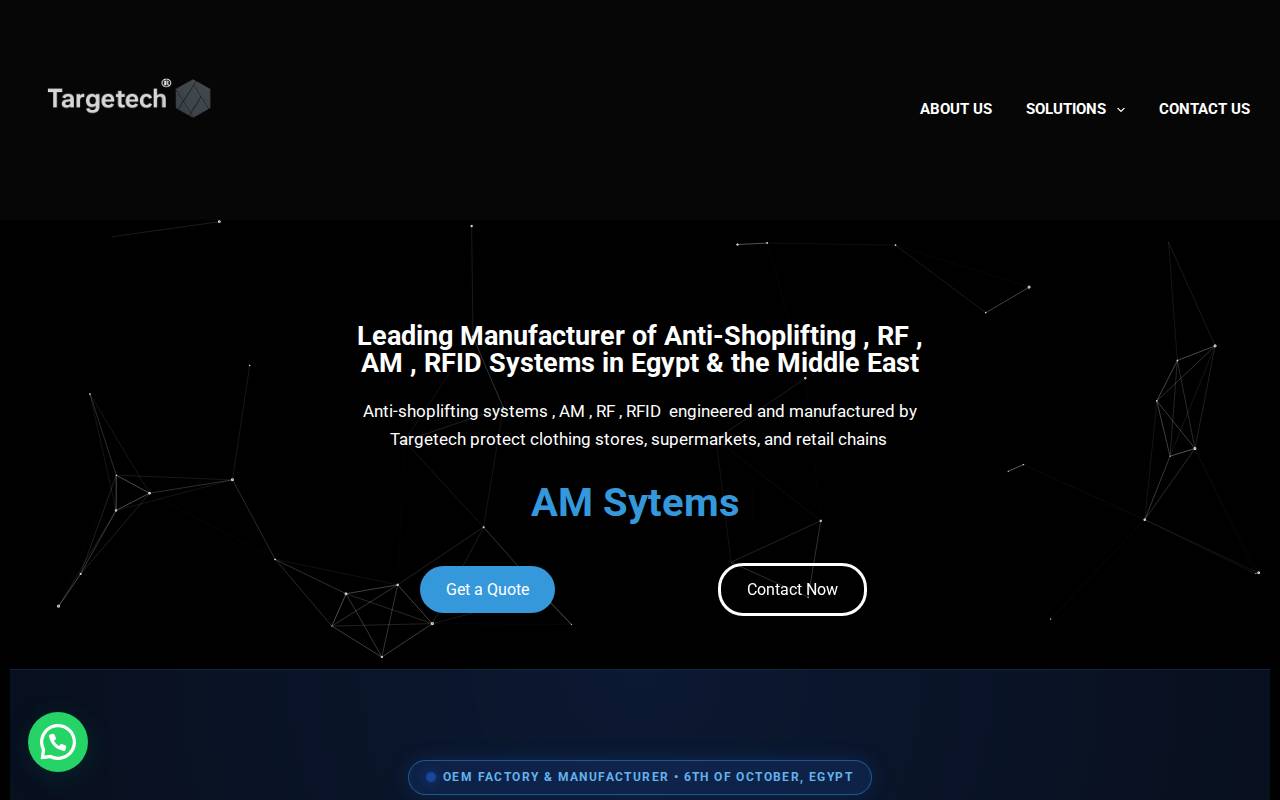 Targetech®
ABOUT US
SOLUTIONS
CONTACT US
Leading Manufacturer of Anti-Shoplifting , RF ,
AM , RFID Systems in Egypt & the Middle East
Anti-shoplifting systems , AM , RF , RFID  engineered and manufactured by
Targetech protect clothing stores, supermarkets, and retail chains
AM Sytems
Get a Quote
Contact Now
OEM FACTORY & MANUFACTURER • 6TH OF OCTOBER, EGYPT